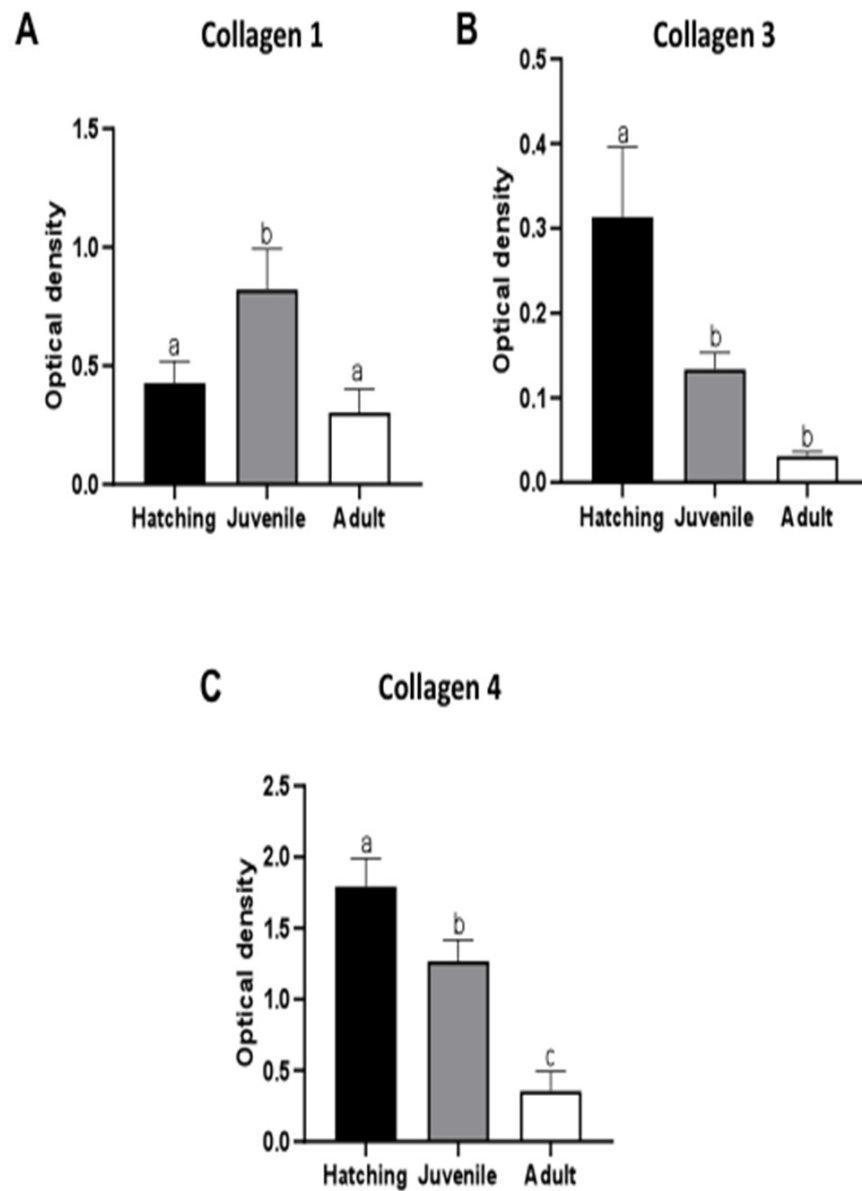 A
Collagen 1
Optical density
1.5
1.0
0.5
0.0
a
b
a
Hatching Juvenile Adult
B
Collagen 3
Optical density
0.5
0.4
0.3
0.2
0.1
0.0
a
b
b
Hatching Juvenile Adult
C
Collagen 4
Optical density
2.5
2.0
1.5
1.0
0.5
0.0
a
b
c
Hatching Juvenile Adult